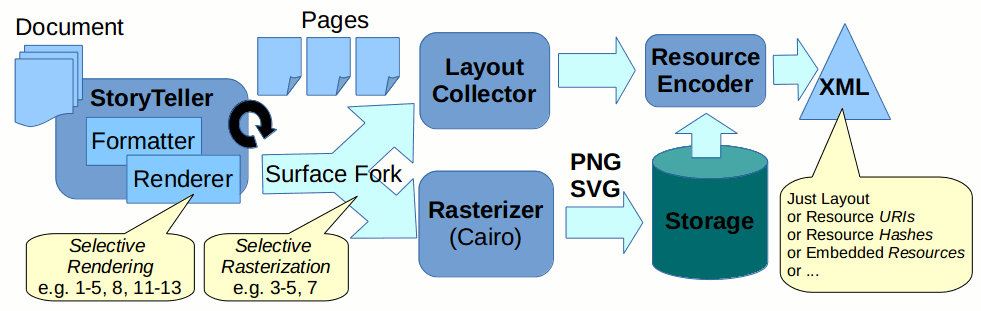 Document
Pages
StoryTeller
Formatter
Renderer
Surface Fork
Layout
Collector
Rasterizer
(Cairo)
PNG
SVG
Resource
Encoder
Storage
XML
Selective
Rendering
e.g. 1-5, 8, 11-13
Selective
Rasterization
e.g. 3-5, 7
Just Layout
or Resource URIs
or Resource Hashes
or Embedded Resources
or ...